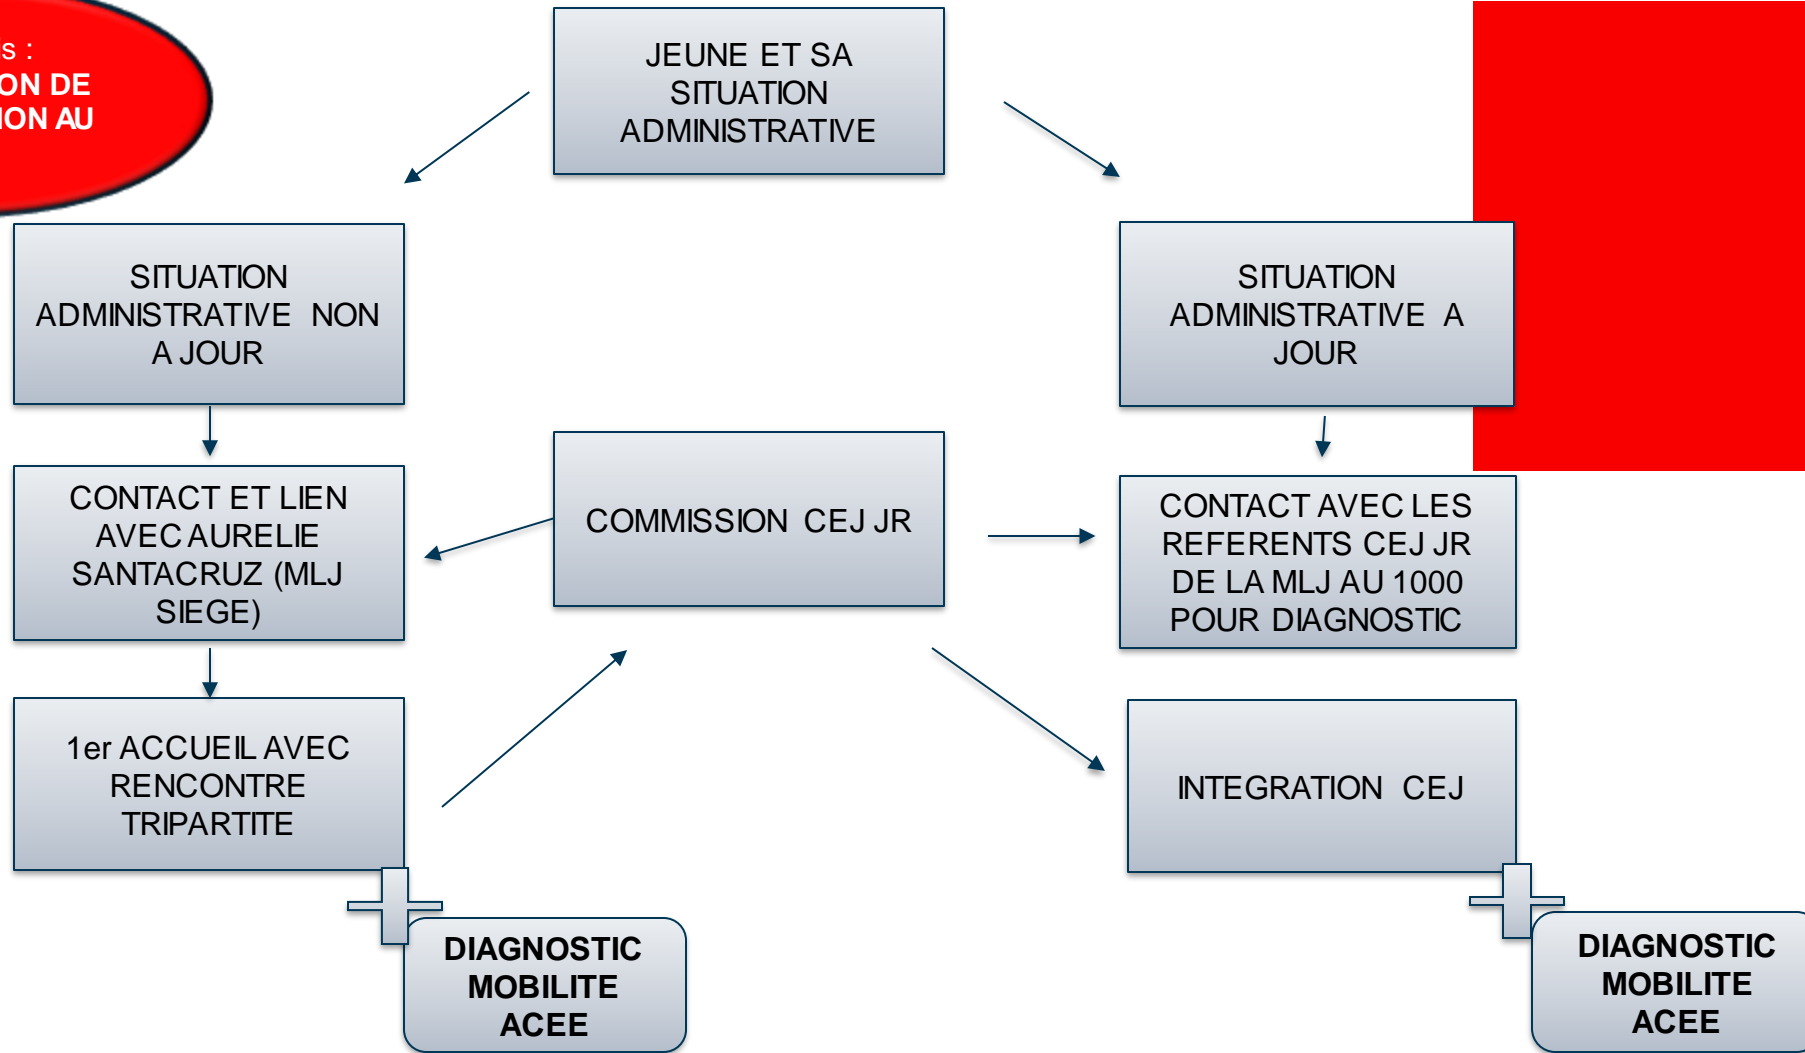 is :
ON DE
ION AU
JEUNE ET SA
SITUATION
ADMINISTRATIVE
SITUATION
ADMINISTRATIVE NON
A JOUR
SITUATION
ADMINISTRATIVE A
JOUR
CONTACT ET LIEN
AVEC AURELIE
SANTACRUZ (MLJ
SIEGE)
COMMISSION CEJ JR
CONTACT AVEC LES
REFERENTS CEJ JR
DE LA MLJ AU 1000
POUR DIAGNOSTIC
1er ACCUEIL AVEC
RENCONTRE
TRIPARTITE
INTEGRATION CEJ
DIAGNOSTIC
MOBILITE
ACEE
DIAGNOSTIC
MOBILITE
ACEE